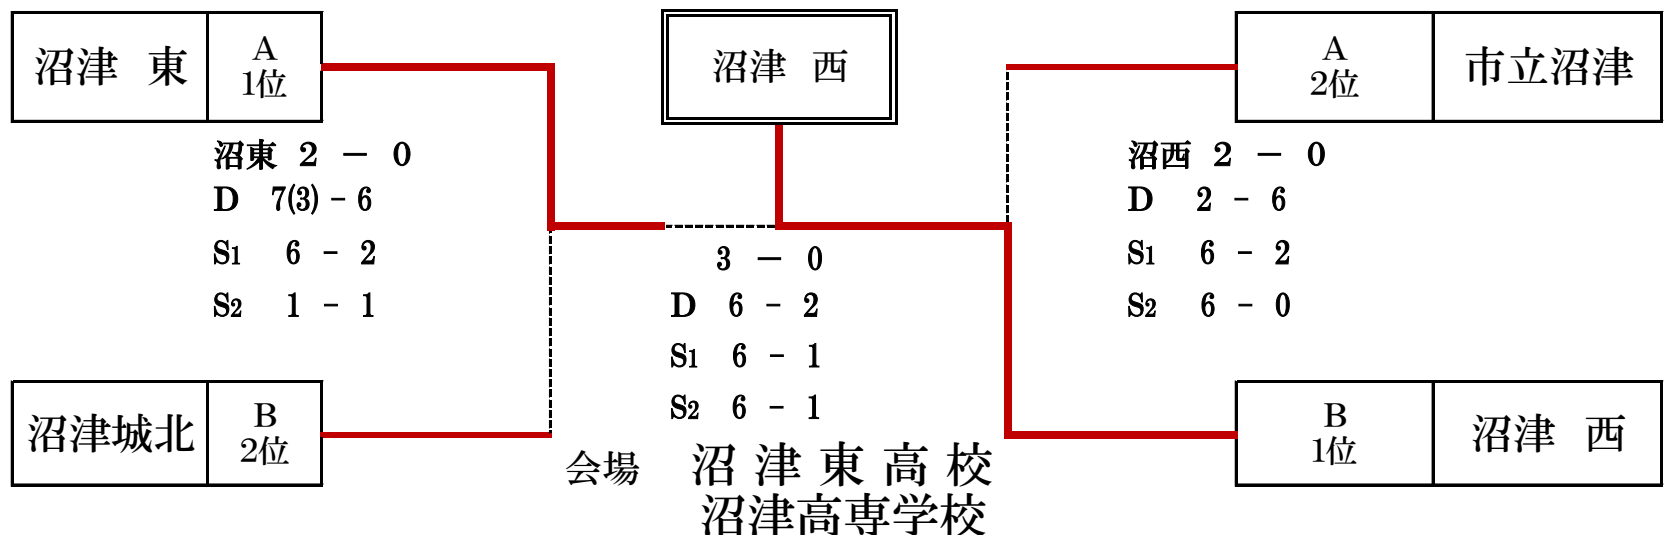 沼津 東
A
1位
沼津 西
A
2位
市立沼津
沼東 2 － 0
D 7(3) - 6
S1 6 - 2
S2 1 - 1
3 － 0
D 6 - 2
S1 6 - 1
S2 6 - 1
沼西 2 － 0
D 2 - 6
S1 6 - 2
S2 6 - 0
沼津城北
B
2位
B
1位
沼津 西
会場 沼津東高校
沼津高専学校